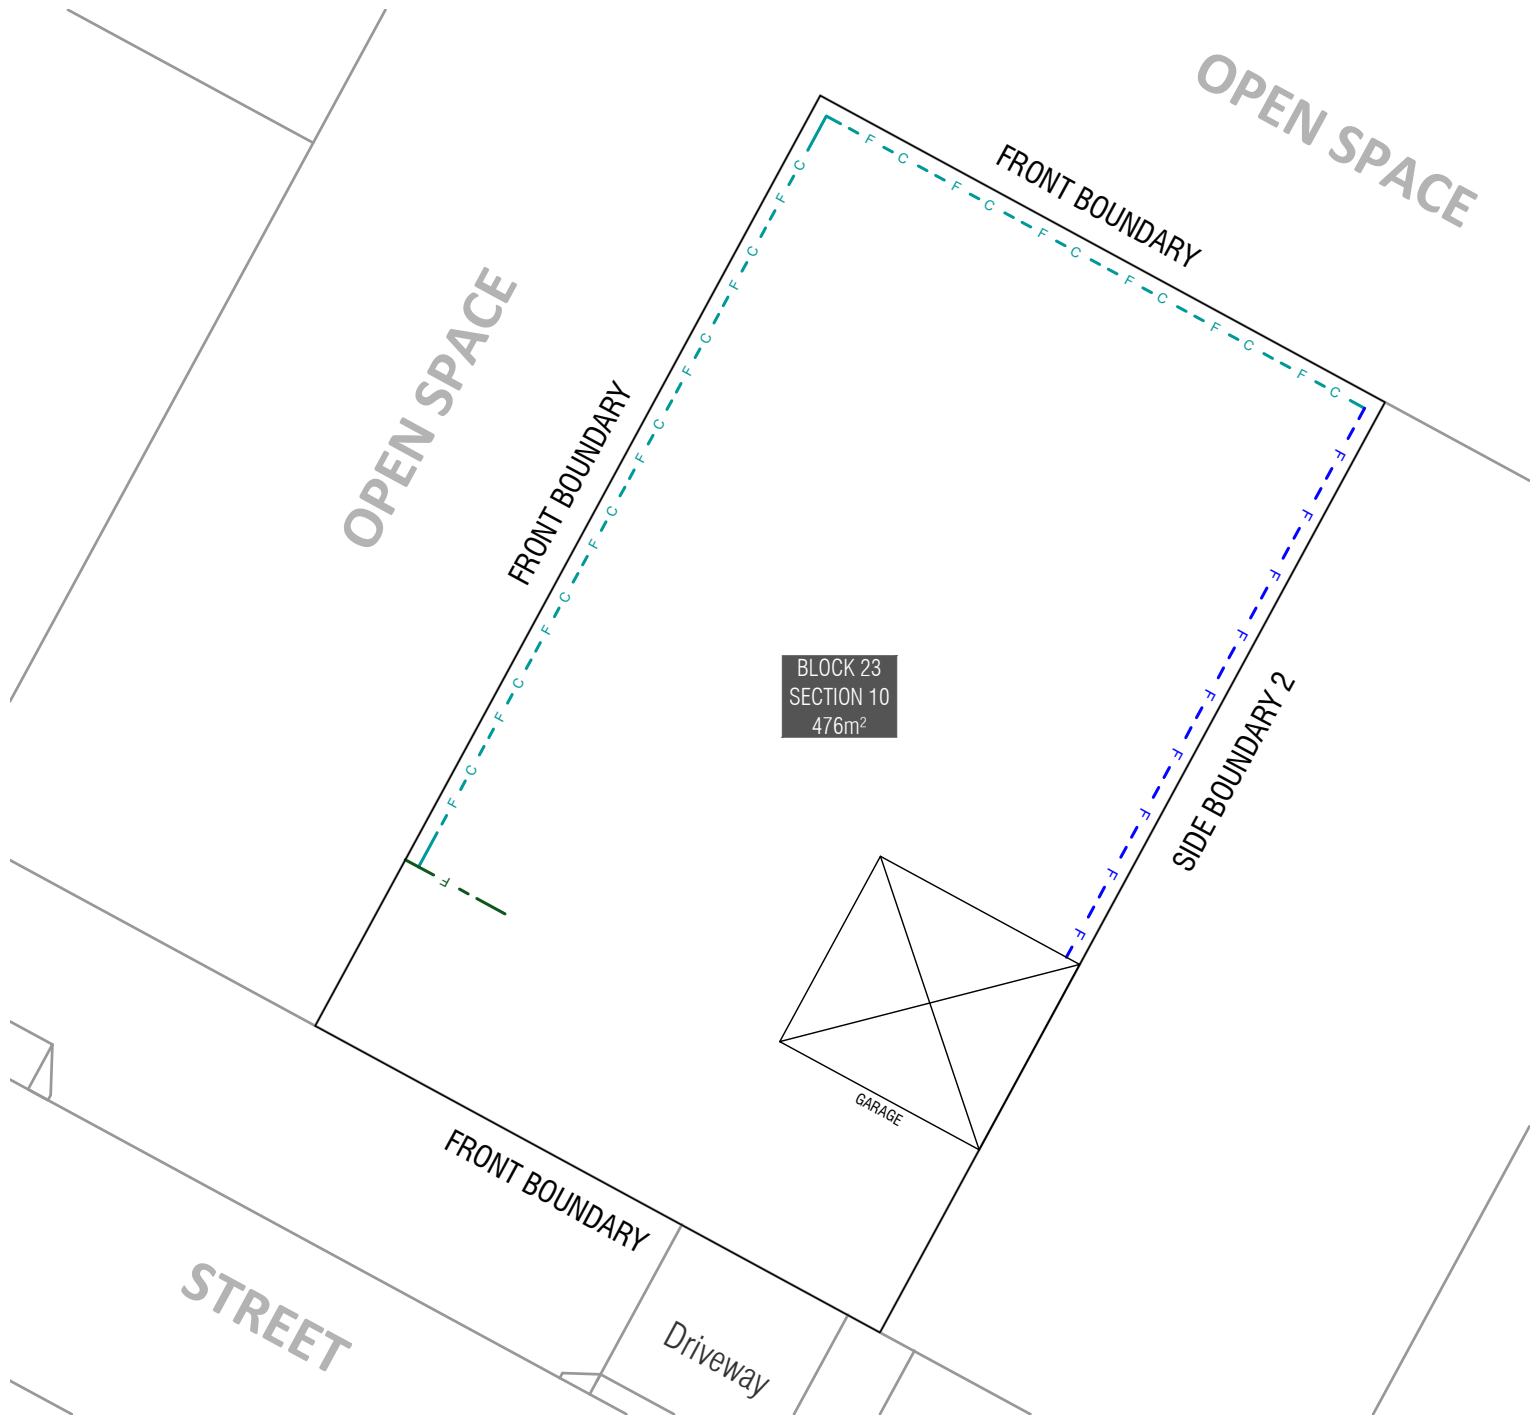 OPEN SPACE
FRONT BOUNDARY
F C F C F C F C F C F C
OPEN SPACE
FRONT BOUNDARY
F C F C F C F C F C F C F C F C
BLOCK 23
SECTION 10
476m²
SIDE BOUNDARY 2
F F F F F F F F F
F
GARAGE
FRONT BOUNDARY
STREET
Driveway